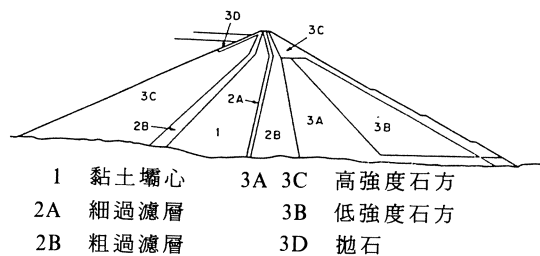 3D
3C
3C
2A
2B
1
2B
3A
3B
1 黏土壩心 3A 3C 高強度石方
2A 細過濾層 3B 低強度石方
2B 粗過濾層 3D 拋石